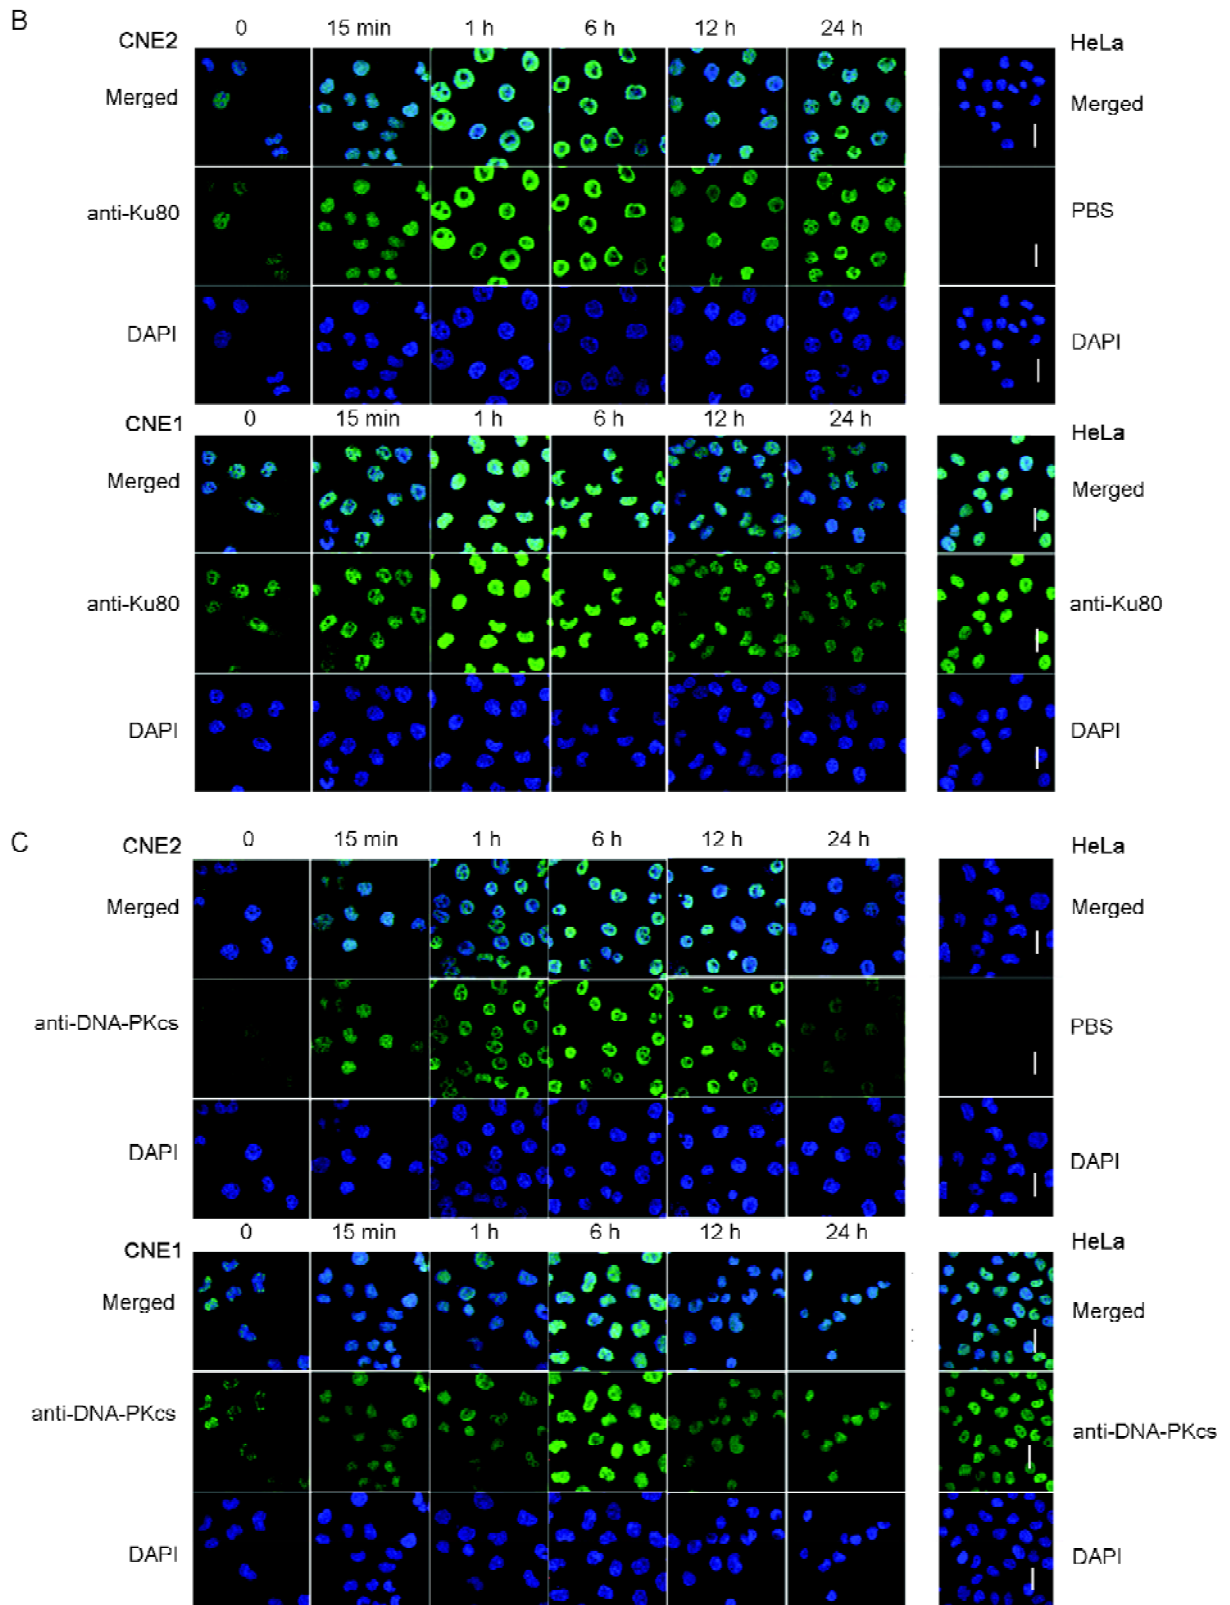 B
CNE2 0 15 min 1 h 6 h 12 h 24 h HeLa
Merged Merged
anti-Ku80 PBS
DAPI DAPI
CNE1 0 15 min 1 h 6 h 12 h 24 h HeLa
Merged Merged
anti-Ku80 anti-Ku80
DAPI DAPI
C
CNE2 0 15 min 1 h 6 h 12 h 24 h HeLa
Merged Merged
anti-DNA-PKcs PBS
DAPI DAPI
CNE1 0 15 min 1 h 6 h 12 h 24 h HeLa
Merged Merged
anti-DNA-PKcs anti-DNA-PKcs
DAPI DAPI